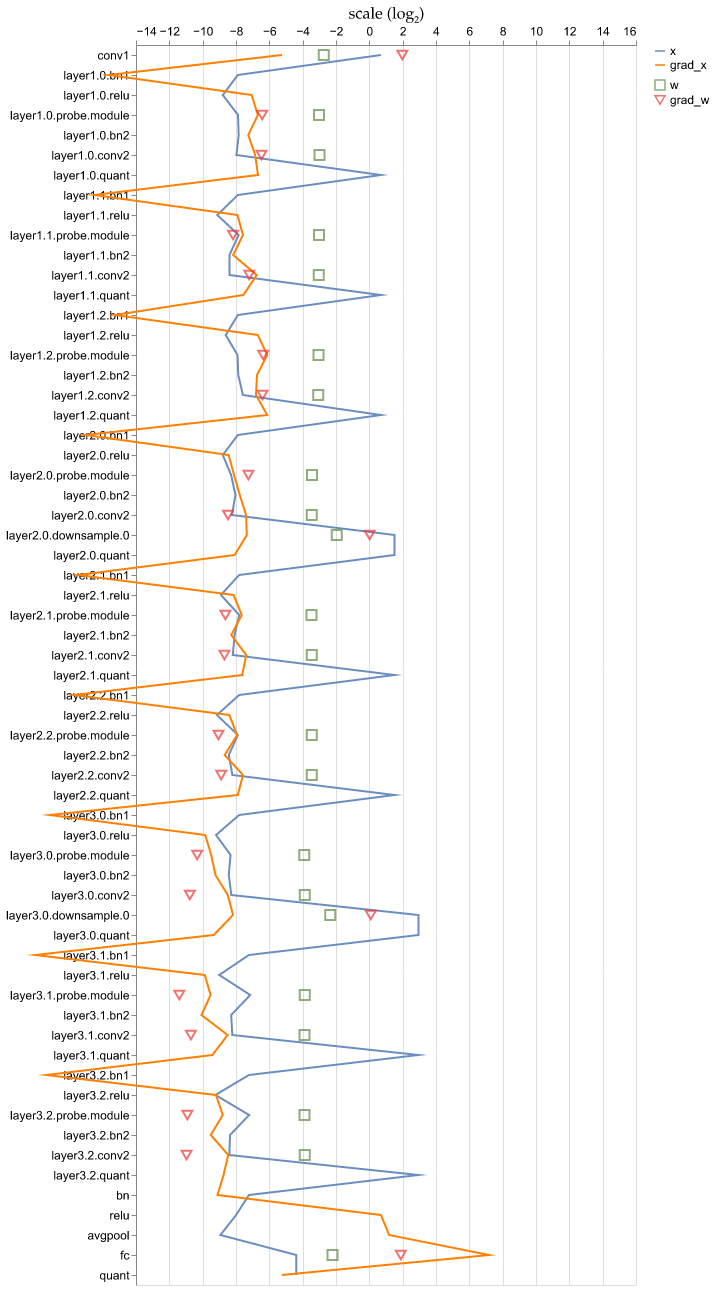 scale (log₂)
−14 −12 −10 −8 −6 −4 −2 0 2 4 6 8 10 12 14 16
x
grad_x
w
grad_w
conv1
layer1.0.bn1
layer1.0.relu
layer1.0.probe.module
layer1.0.bn2
layer1.0.conv2
layer1.0.quant
layer1.1.bn1
layer1.1.relu
layer1.1.probe.module
layer1.1.bn2
layer1.1.conv2
layer1.1.quant
layer1.2.bn1
layer1.2.relu
layer1.2.probe.module
layer1.2.bn2
layer1.2.conv2
layer1.2.quant
layer2.0.bn1
layer2.0.relu
layer2.0.probe.module
layer2.0.bn2
layer2.0.conv2
layer2.0.downsample.0
layer2.0.quant
layer2.1.bn1
layer2.1.relu
layer2.1.probe.module
layer2.1.bn2
layer2.1.conv2
layer2.1.quant
layer2.2.bn1
layer2.2.relu
layer2.2.probe.module
layer2.2.bn2
layer2.2.conv2
layer2.2.quant
layer3.0.bn1
layer3.0.relu
layer3.0.probe.module
layer3.0.bn2
layer3.0.conv2
layer3.0.downsample.0
layer3.0.quant
layer3.1.bn1
layer3.1.relu
layer3.1.probe.module
layer3.1.bn2
layer3.1.conv2
layer3.1.quant
layer3.2.bn1
layer3.2.relu
layer3.2.probe.module
layer3.2.bn2
layer3.2.conv2
layer3.2.quant
bn
relu
avgpool
fc
quant